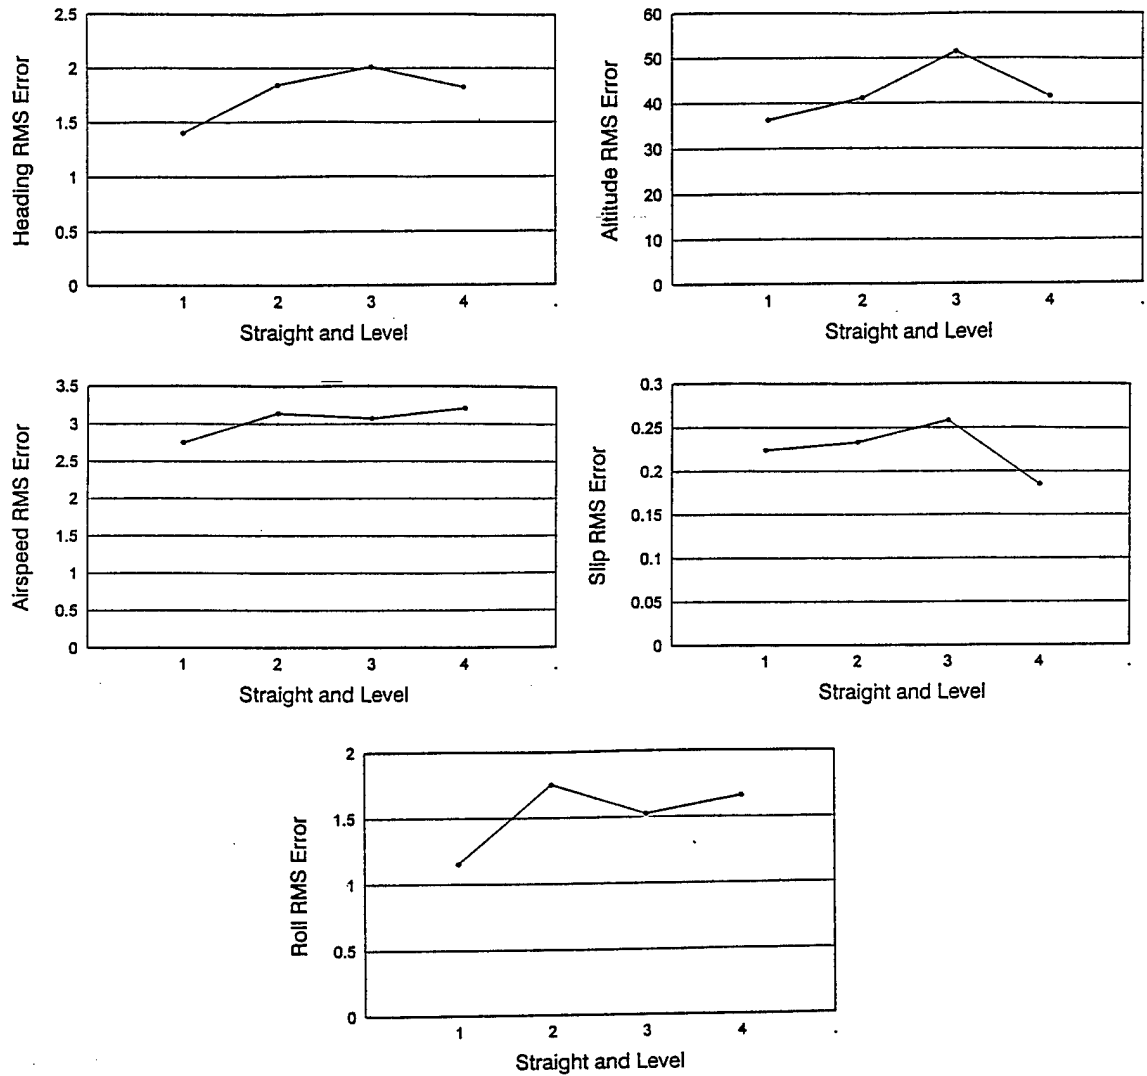 Heading RMS Error
2.5
2
1.5
1
0.5
0
1 2 3 4
Straight and Level
Altitude RMS Error
60
50
40
30
20
10
0
1 2 3 4
Straight and Level
Airspeed RMS Error
3.5
3
2.5
2
1.5
1
0.5
0
1 2 3 4
Straight and Level
Slip RMS Error
0.3
0.25
0.2
0.15
0.1
0.05
0
1 2 3 4
Straight and Level
Roll RMS Error
2
1.5
1
0.5
0
1 2 3 4
Straight and Level